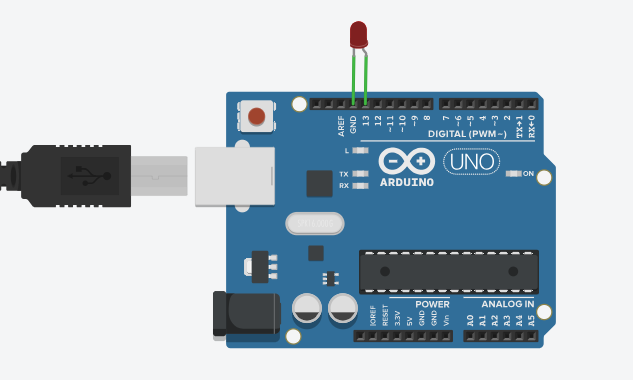 AREF
GND
13
12
~11
~10
~9
8
7
~6
~5
4
~3
2
TX→1
RX←0
DIGITAL (PWM~)
L
TX
RX
UNO
ARDUINO
ON
POWER
ANALOG IN
IOREF
RESET
3.3V
5V
GND
GND
Vin
A0
A1
A2
A3
A4
A5